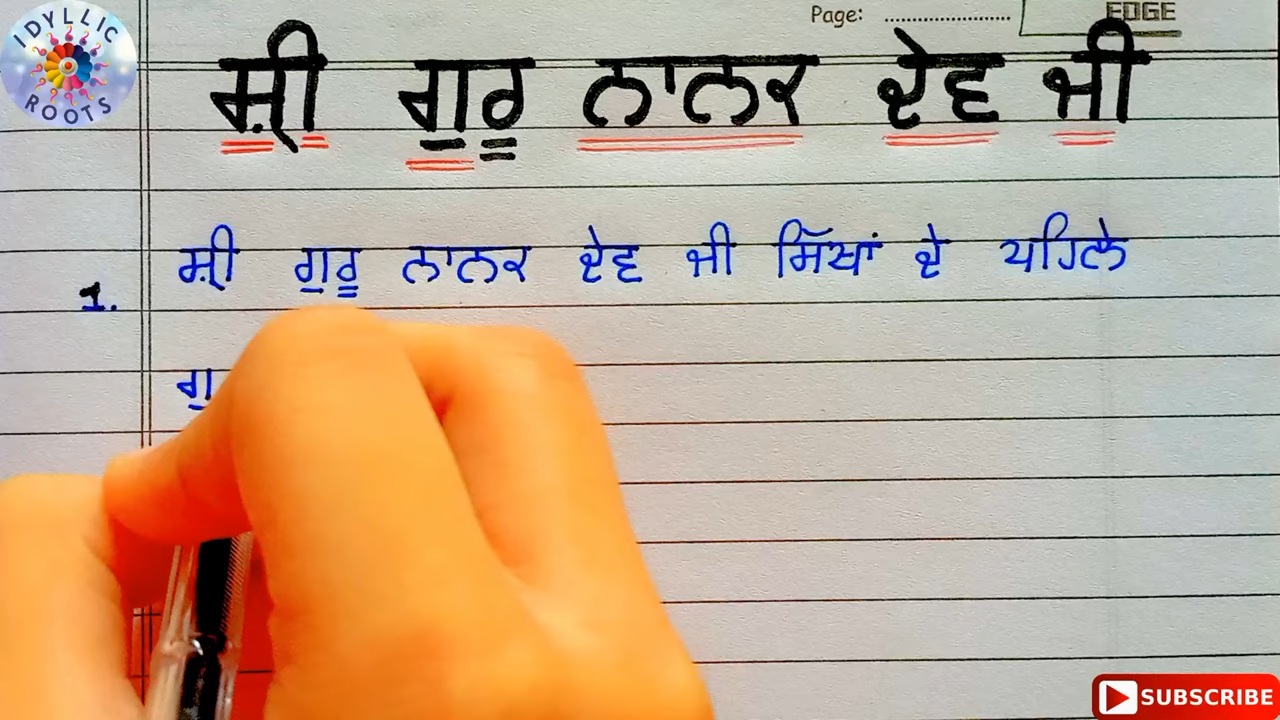 IDYLLIC ROOTS
Page: ................................
EDGE
ਸ਼੍ਰੀ ਗੁਰੂ ਨਾਨਕ ਦੇਵ ਜੀ
1. ਸ਼੍ਰੀ ਗੁਰੂ ਨਾਨਕ ਦੇਵ ਜੀ ਸਿੱਖਾਂ ਦੇ ਪਹਿਲੇ
ਗੁ
SUBSCRIBE